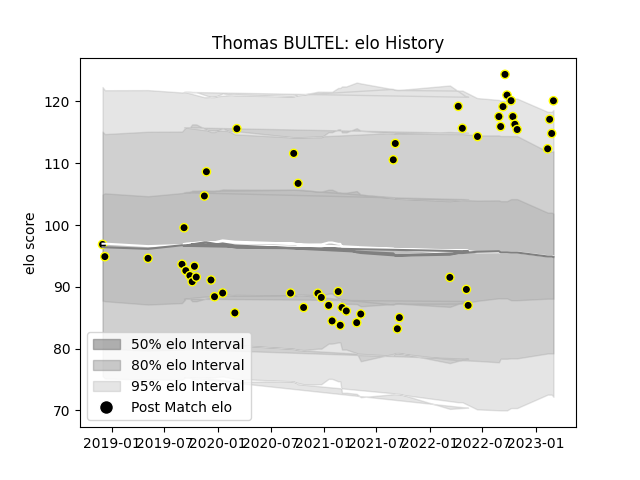 Thomas BULTEL: elo History
elo score
120
110
100
90
80
70
50% elo Interval
80% elo Interval
95% elo Interval
Post Match elo
2019-01
2019-07
2020-01
2020-07
2021-01
2021-07
2022-01
2022-07
2023-01